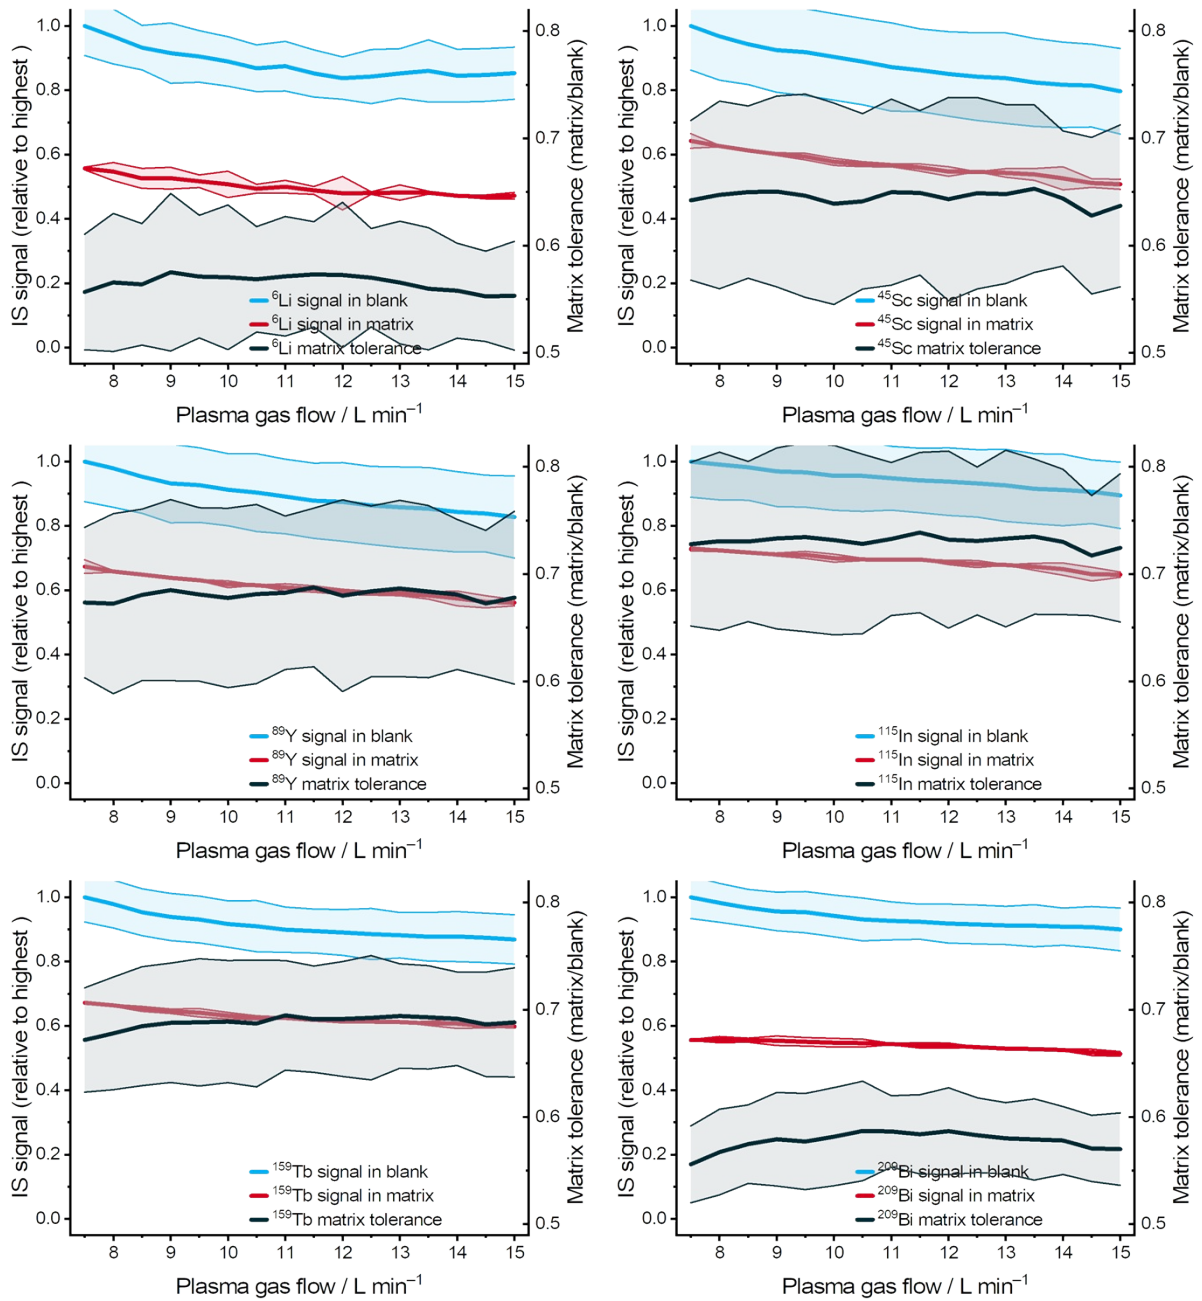 IS signal (relative to highest )
1.0
0.8
0.6
0.4
0.2
0.0
0.8
0.7
0.6
0.5
Matrix tolerance (matrix/blank)
⁶Li signal in blank
⁶Li signal in matrix
⁶Li matrix tolerance
8 9 10 11 12 13 14 15
Plasma gas flow / L min⁻¹
IS signal (relative to highest )
1.0
0.8
0.6
0.4
0.2
0.0
0.8
0.7
0.6
0.5
Matrix tolerance (matrix/blank)
⁴⁵Sc signal in blank
⁴⁵Sc signal in matrix
⁴⁵Sc matrix tolerance
8 9 10 11 12 13 14 15
Plasma gas flow / L min⁻¹
IS signal (relative to highest )
1.0
0.8
0.6
0.4
0.2
0.0
0.8
0.7
0.6
0.5
Matrix tolerance (matrix/blank)
⁸⁹Y signal in blank
⁸⁹Y signal in matrix
⁸⁹Y matrix tolerance
8 9 10 11 12 13 14 15
Plasma gas flow / L min⁻¹
IS signal (relative to highest )
1.0
0.8
0.6
0.4
0.2
0.0
0.8
0.7
0.6
0.5
Matrix tolerance (matrix/blank)
¹¹⁵In signal in blank
¹¹⁵In signal in matrix
¹¹⁵In matrix tolerance
8 9 10 11 12 13 14 15
Plasma gas flow / L min⁻¹
IS signal (relative to highest )
1.0
0.8
0.6
0.4
0.2
0.0
0.8
0.7
0.6
0.5
Matrix tolerance (matrix/blank)
¹⁵⁹Tb signal in blank
¹⁵⁹Tb signal in matrix
¹⁵⁹Tb matrix tolerance
8 9 10 11 12 13 14 15
Plasma gas flow / L min⁻¹
IS signal (relative to highest )
1.0
0.8
0.6
0.4
0.2
0.0
0.8
0.7
0.6
0.5
Matrix tolerance (matrix/blank)
²⁰⁹Bi signal in blank
²⁰⁹Bi signal in matrix
²⁰⁹Bi matrix tolerance
8 9 10 11 12 13 14 15
Plasma gas flow / L min⁻¹